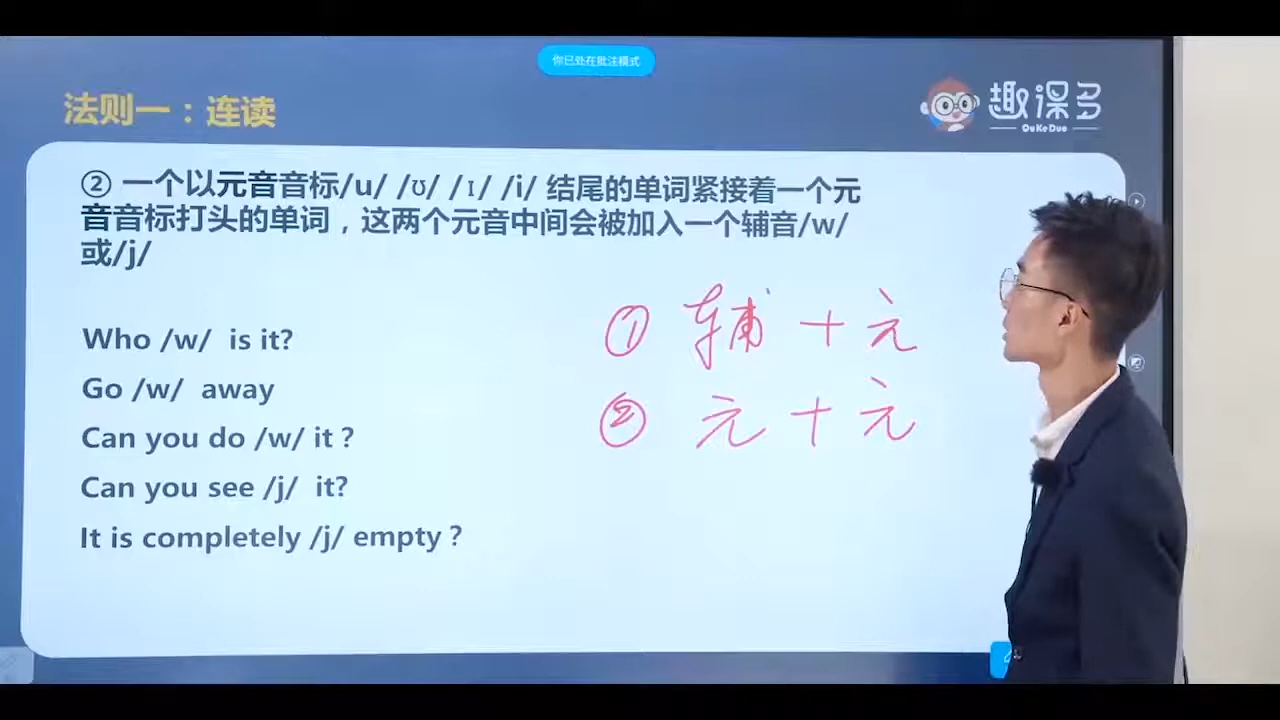 你已处在批注模式
法则一：连读
趣课多
QuKeDuo
② 一个以元音音标/u/ /ʊ/ /ɪ/ /i/ 结尾的单词紧接着一个元
音音标打头的单词，这两个元音中间会被加入一个辅音/w/
或/j/
Who /w/ is it?
Go /w/ away
Can you do /w/ it？
Can you see /j/ it?
It is completely /j/ empty？
① 辅 + 元
② 元 + 元